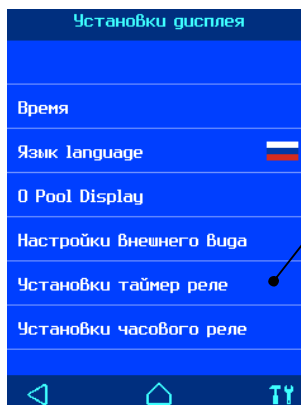 Установки дисплея
Время
Язык language
О Pool Display
Настройки внешнего вида
Установки таймер реле
Установки часового реле